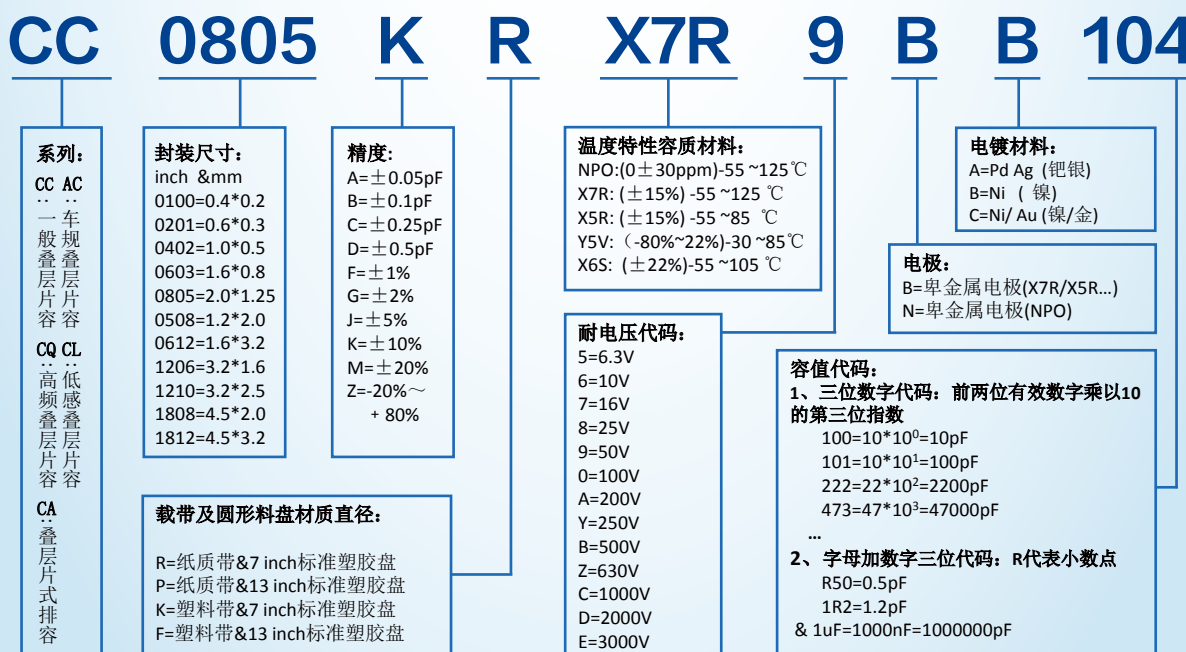 CC 0805 K R X7R 9 B B 104
系列：
CC：一般叠层片容
AC：车规叠层片容
CQ：高频叠层片容
CL：低感叠层片容
CA：叠层片式排容
封装尺寸：
inch &mm
0100=0.4*0.2
0201=0.6*0.3
0402=1.0*0.5
0603=1.6*0.8
0805=2.0*1.25
0508=1.2*2.0
0612=1.6*3.2
1206=3.2*1.6
1210=3.2*2.5
1808=4.5*2.0
1812=4.5*3.2
精度:
A=±0.05pF
B=±0.1pF
C=±0.25pF
D=±0.5pF
F=±1%
G=±2%
J=±5%
K=±10%
M=±20%
Z=-20%～
+ 80%
载带及圆形料盘材质直径：
R=纸质带&7 inch标准塑胶盘
P=纸质带&13 inch标准塑胶盘
K=塑料带&7 inch标准塑胶盘
F=塑料带&13 inch标准塑胶盘
温度特性容质材料：
NPO:(0±30ppm)-55 ~125℃
X7R: (±15%) -55 ~125 ℃
X5R: (±15%) -55 ~85 ℃
Y5V:（-80%~22%)-30 ~85℃
X6S: (±22%)-55 ~105 ℃
耐电压代码：
5=6.3V
6=10V
7=16V
8=25V
9=50V
0=100V
A=200V
Y=250V
B=500V
Z=630V
C=1000V
D=2000V
E=3000V
电镀材料：
A=Pd Ag (钯银)
B=Ni ( 镍)
C=Ni/ Au (镍/金)
电极：
B=卑金属电极(X7R/X5R...)
N=卑金属电极(NPO)
容值代码：
1、三位数字代码：前两位有效数字乘以10
的第三位指数
100=10*10⁰=10pF
101=10*10¹=100pF
222=22*10²=2200pF
473=47*10³=47000pF
...
2、字母加数字三位代码：R代表小数点
R50=0.5pF
1R2=1.2pF
& 1uF=1000nF=1000000pF